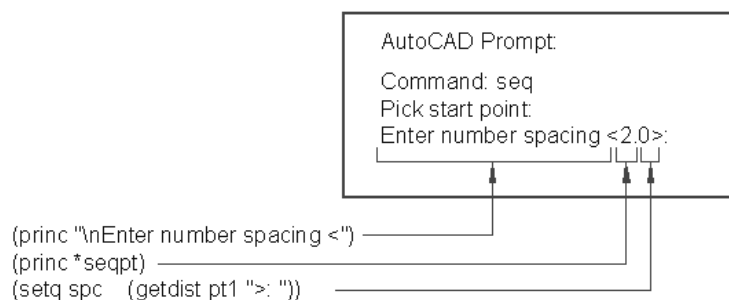 AutoCAD Prompt:
Command: seq
Pick start point:
Enter number spacing <2.0>:
(princ "\nEnter number spacing <")
(princ *seqpt)
(setq spc (getdist pt1 ">: "))